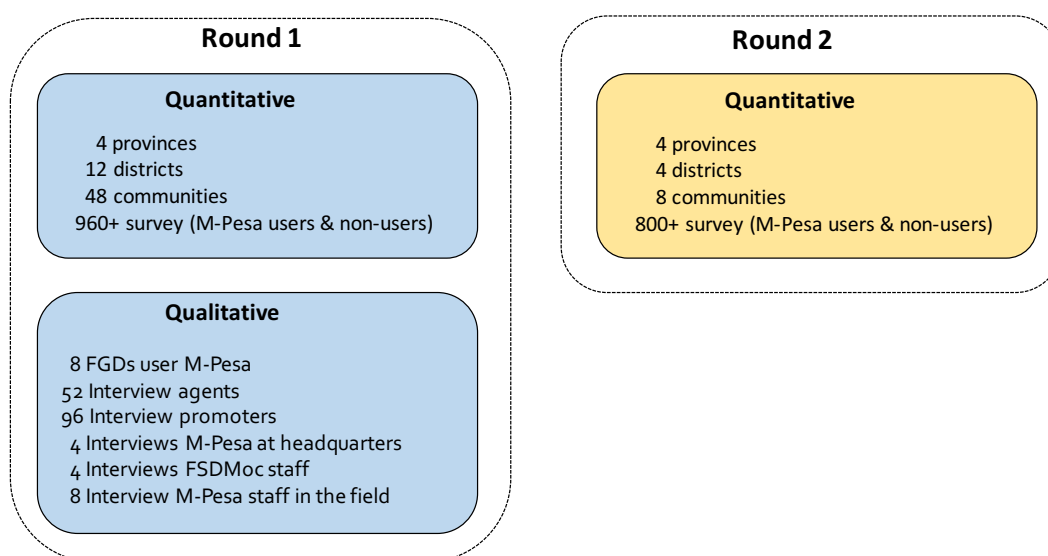 Round 1
Quantitative
4 provinces
12 districts
48 communities
960+ survey (M-Pesa users & non-users)
Qualitative
8 FGDs user M-Pesa
52 Interview agents
96 Interview promoters
4 Interviews M-Pesa at headquarters
4 Interviews FSDMoc staff
8 Interview M-Pesa staff in the field
Round 2
Quantitative
4 provinces
4 districts
8 communities
800+ survey (M-Pesa users & non-users)